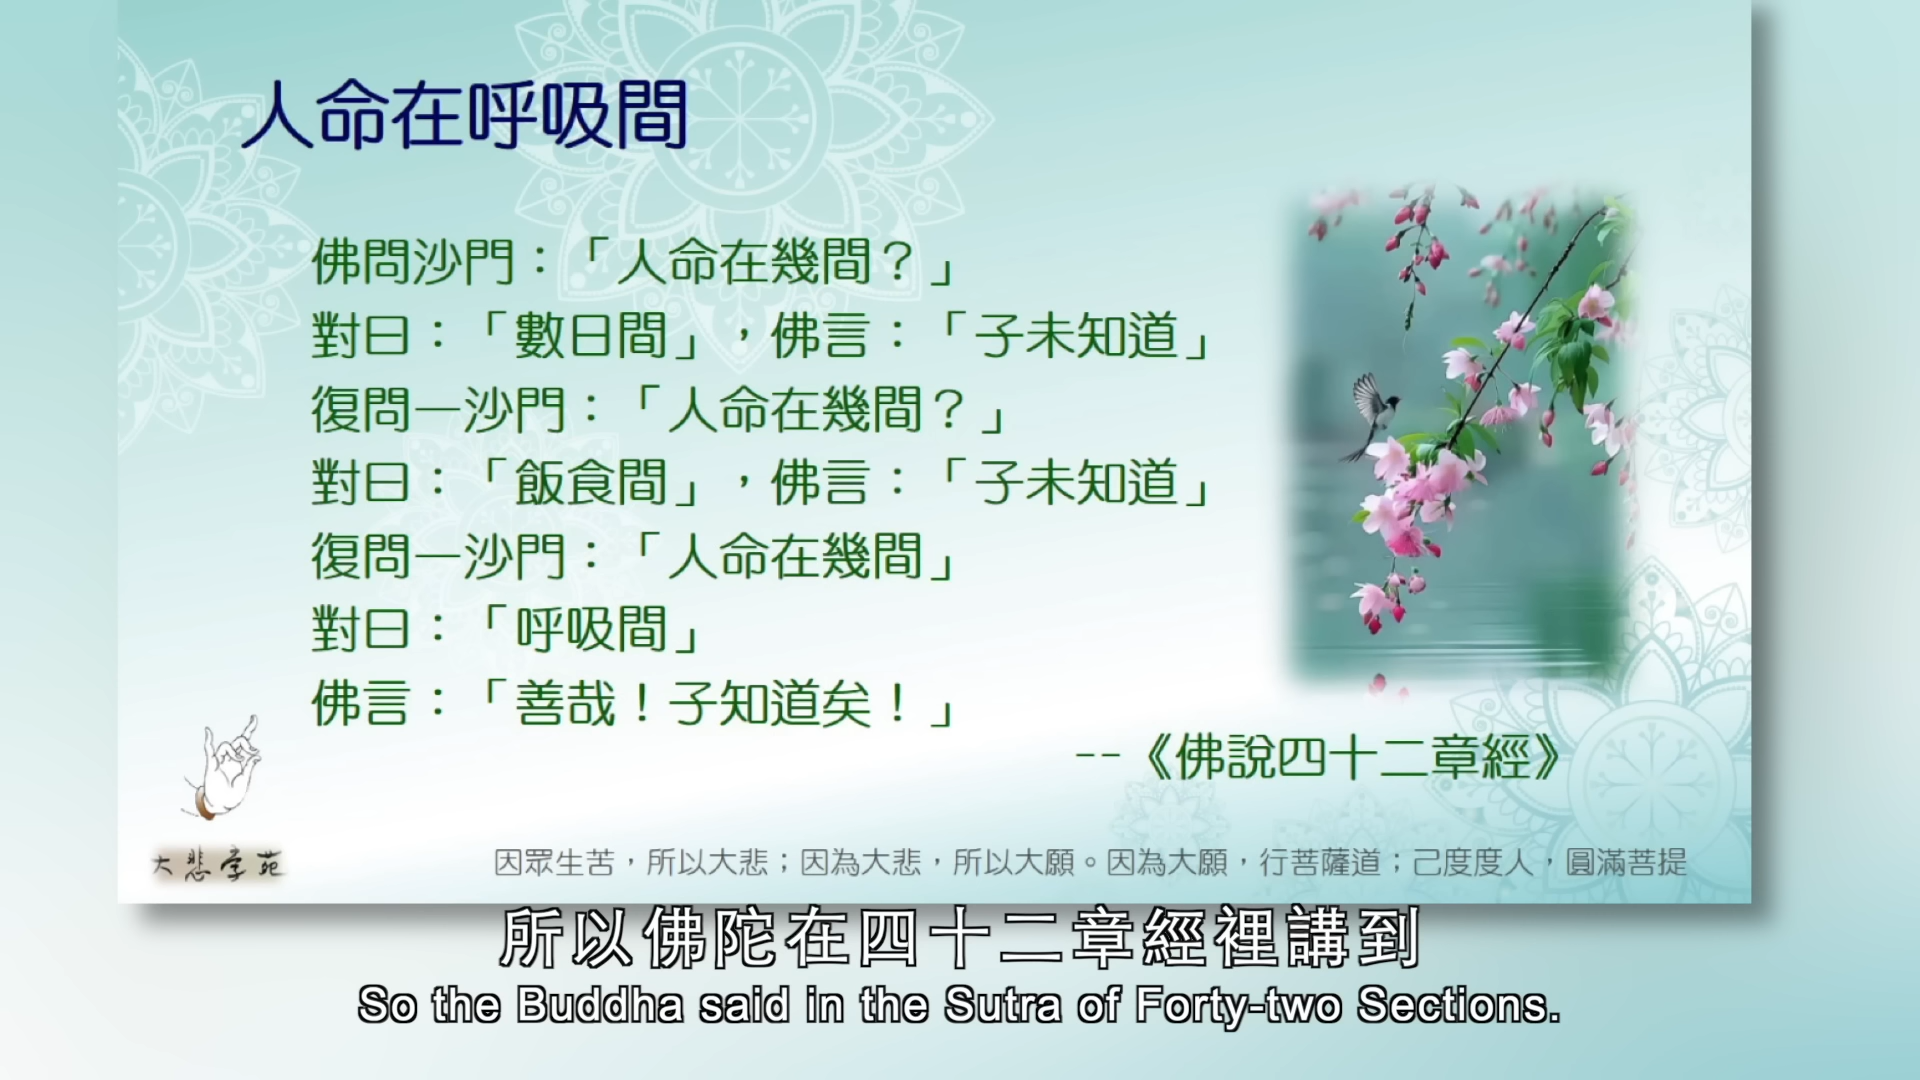 人命在呼吸間
佛問沙門：「人命在幾間？」
對曰：「數日間」，佛言：「子未知道」
復問一沙門：「人命在幾間？」
對曰：「飯食間」，佛言：「子未知道」
復問一沙門：「人命在幾間」
對曰：「呼吸間」
佛言：「善哉！子知道矣！」
--《佛說四十二章經》
大悲学苑
因眾生苦，所以大悲；因為大悲，所以大願。因為大願，行菩薩道；己度度人，圓滿菩提
所以佛陀在四十二章經裡講到
So the Buddha said in the Sutra of Forty-two Sections.